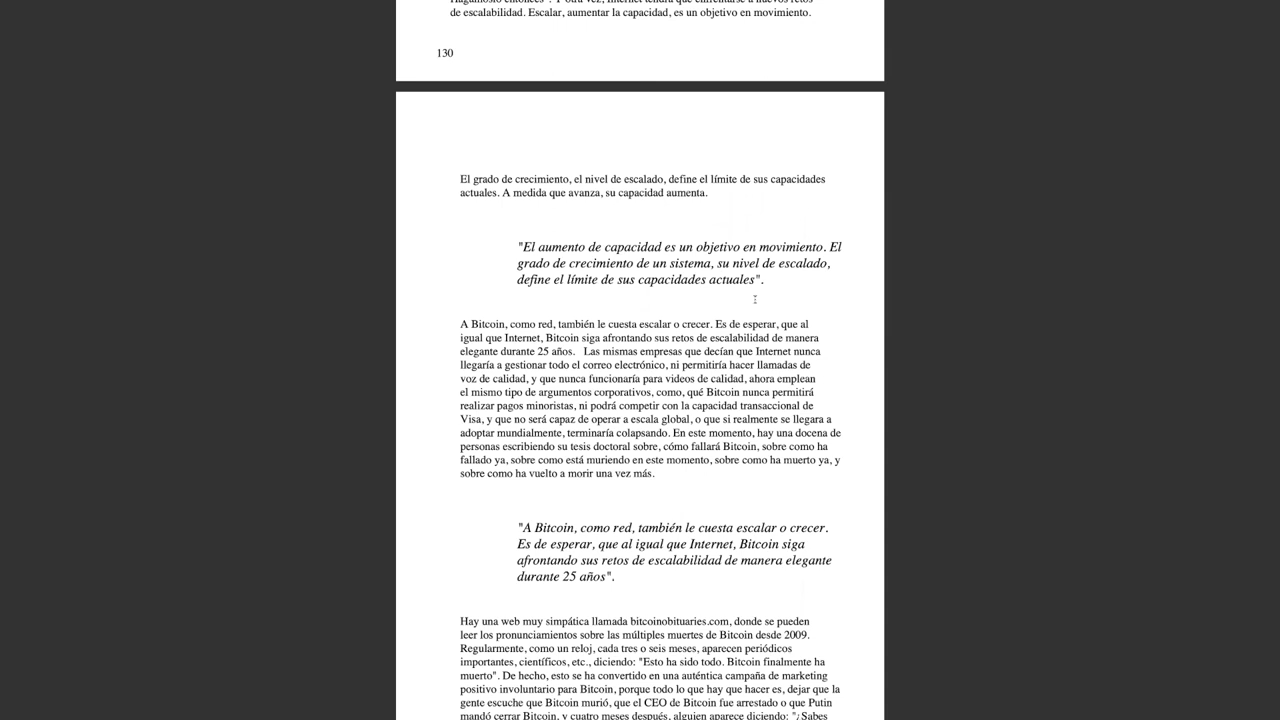 de escalabilidad. Escalar, aumentar la capacidad, es un objetivo en movimiento.
130
El grado de crecimiento, el nivel de escalado, define el límite de sus capacidades
actuales. A medida que avanza, su capacidad aumenta.
"El aumento de capacidad es un objetivo en movimiento. El
grado de crecimiento de un sistema, su nivel de escalado,
define el límite de sus capacidades actuales".
A Bitcoin, como red, también le cuesta escalar o crecer. Es de esperar, que al
igual que Internet, Bitcoin siga afrontando sus retos de escalabilidad de manera
elegante durante 25 años.   Las mismas empresas que decían que Internet nunca
llegaría a gestionar todo el correo electrónico, ni permitiría hacer llamadas de
voz de calidad, y que nunca funcionaría para videos de calidad, ahora emplean
el mismo tipo de argumentos corporativos, como, qué Bitcoin nunca permitirá
realizar pagos minoristas, ni podrá competir con la capacidad transaccional de
Visa, y que no será capaz de operar a escala global, o que si realmente se llegara a
adoptar mundialmente, terminaría colapsando. En este momento, hay una docena de
personas escribiendo su tesis doctoral sobre, cómo fallará Bitcoin, sobre como ha
fallado ya, sobre como está muriendo en este momento, sobre como ha muerto ya, y
sobre como ha vuelto a morir una vez más.
"A Bitcoin, como red, también le cuesta escalar o crecer.
Es de esperar, que al igual que Internet, Bitcoin siga
afrontando sus retos de escalabilidad de manera elegante
durante 25 años".
Hay una web muy simpática llamada bitcoinobituaries.com, donde se pueden
leer los pronunciamientos sobre las múltiples muertes de Bitcoin desde 2009.
Regularmente, como un reloj, cada tres o seis meses, aparecen periódicos
importantes, científicos, etc., diciendo: "Esto ha sido todo. Bitcoin finalmente ha
muerto". De hecho, esto se ha convertido en una auténtica campaña de marketing
positivo involuntario para Bitcoin, porque todo lo que hay que hacer es, dejar que la
gente escuche que Bitcoin murió, que el CEO de Bitcoin fue arrestado o que Putin
mandó cerrar Bitcoin, y cuatro meses después, alguien aparece diciendo: "¿Sabes